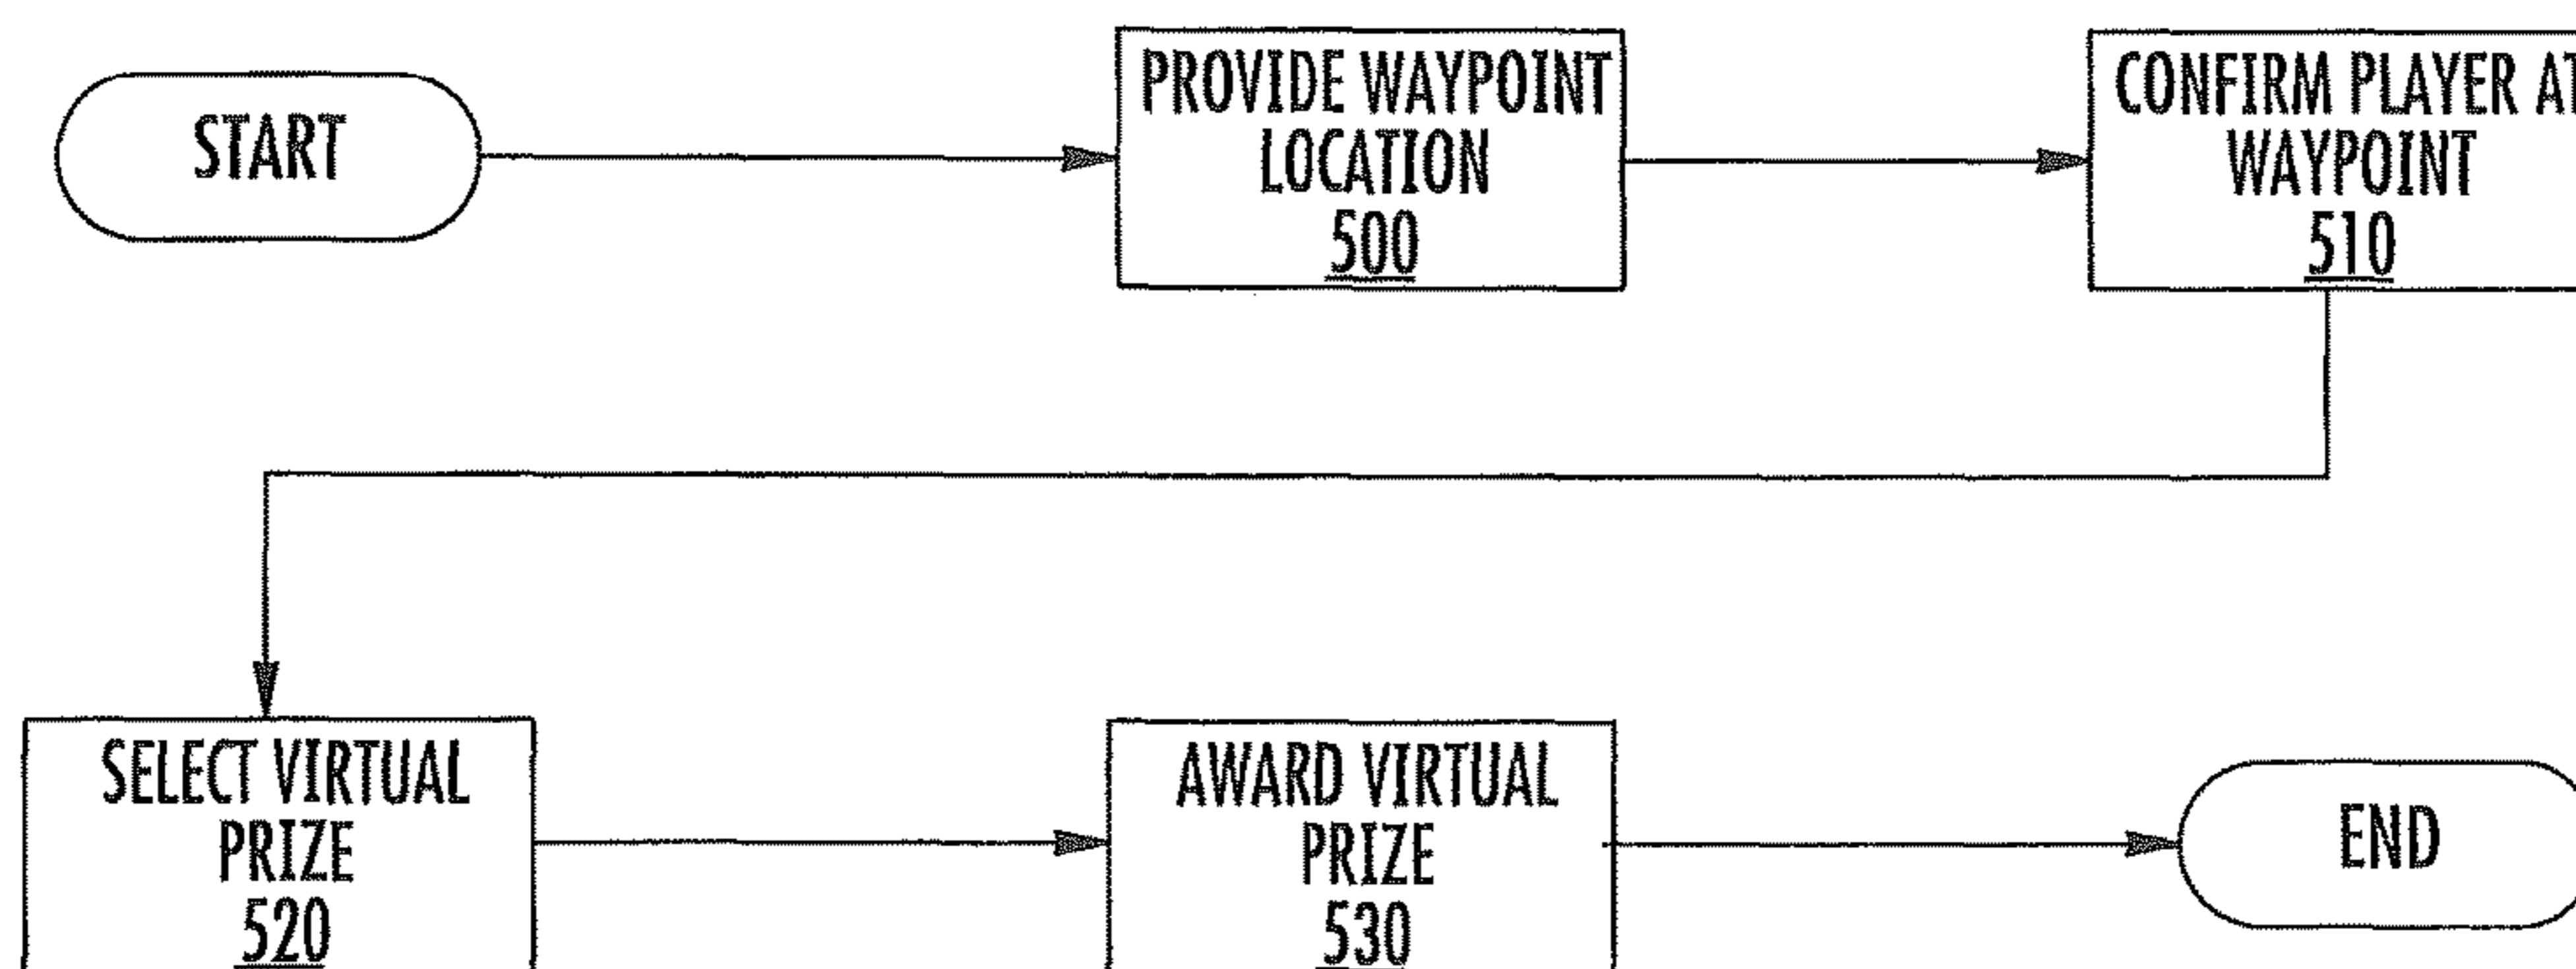 START
PROVIDE WAYPOINT
LOCATION
500
CONFIRM PLAYER AT
WAYPOINT
510
SELECT VIRTUAL
PRIZE
520
AWARD VIRTUAL
PRIZE
530
END